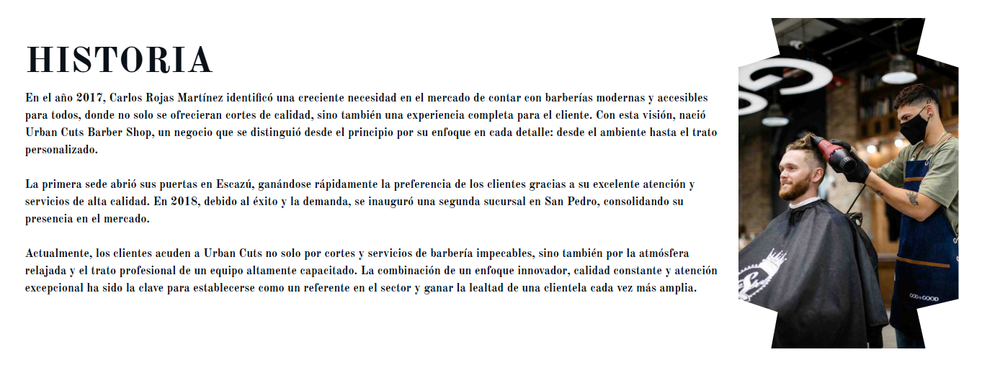 HISTORIA
En el año 2017, Carlos Rojas Martínez identificó una creciente necesidad en el mercado de contar con barberías modernas y accesibles
para todos, donde no solo se ofrecieran cortes de calidad, sino también una experiencia completa para el cliente. Con esta visión, nació
Urban Cuts Barber Shop, un negocio que se distinguió desde el principio por su enfoque en cada detalle: desde el ambiente hasta el trato
personalizado.
La primera sede abrió sus puertas en Escazú, ganándose rápidamente la preferencia de los clientes gracias a su excelente atención y
servicios de alta calidad. En 2018, debido al éxito y la demanda, se inauguró una segunda sucursal en San Pedro, consolidando su
presencia en el mercado.
Actualmente, los clientes acuden a Urban Cuts no solo por cortes y servicios de barbería impecables, sino también por la atmósfera
relajada y el trato profesional de un equipo altamente capacitado. La combinación de un enfoque innovador, calidad constante y atención
excepcional ha sido la clave para establecerse como un referente en el sector y ganar la lealtad de una clientela cada vez más amplia.
GOD is GOOD